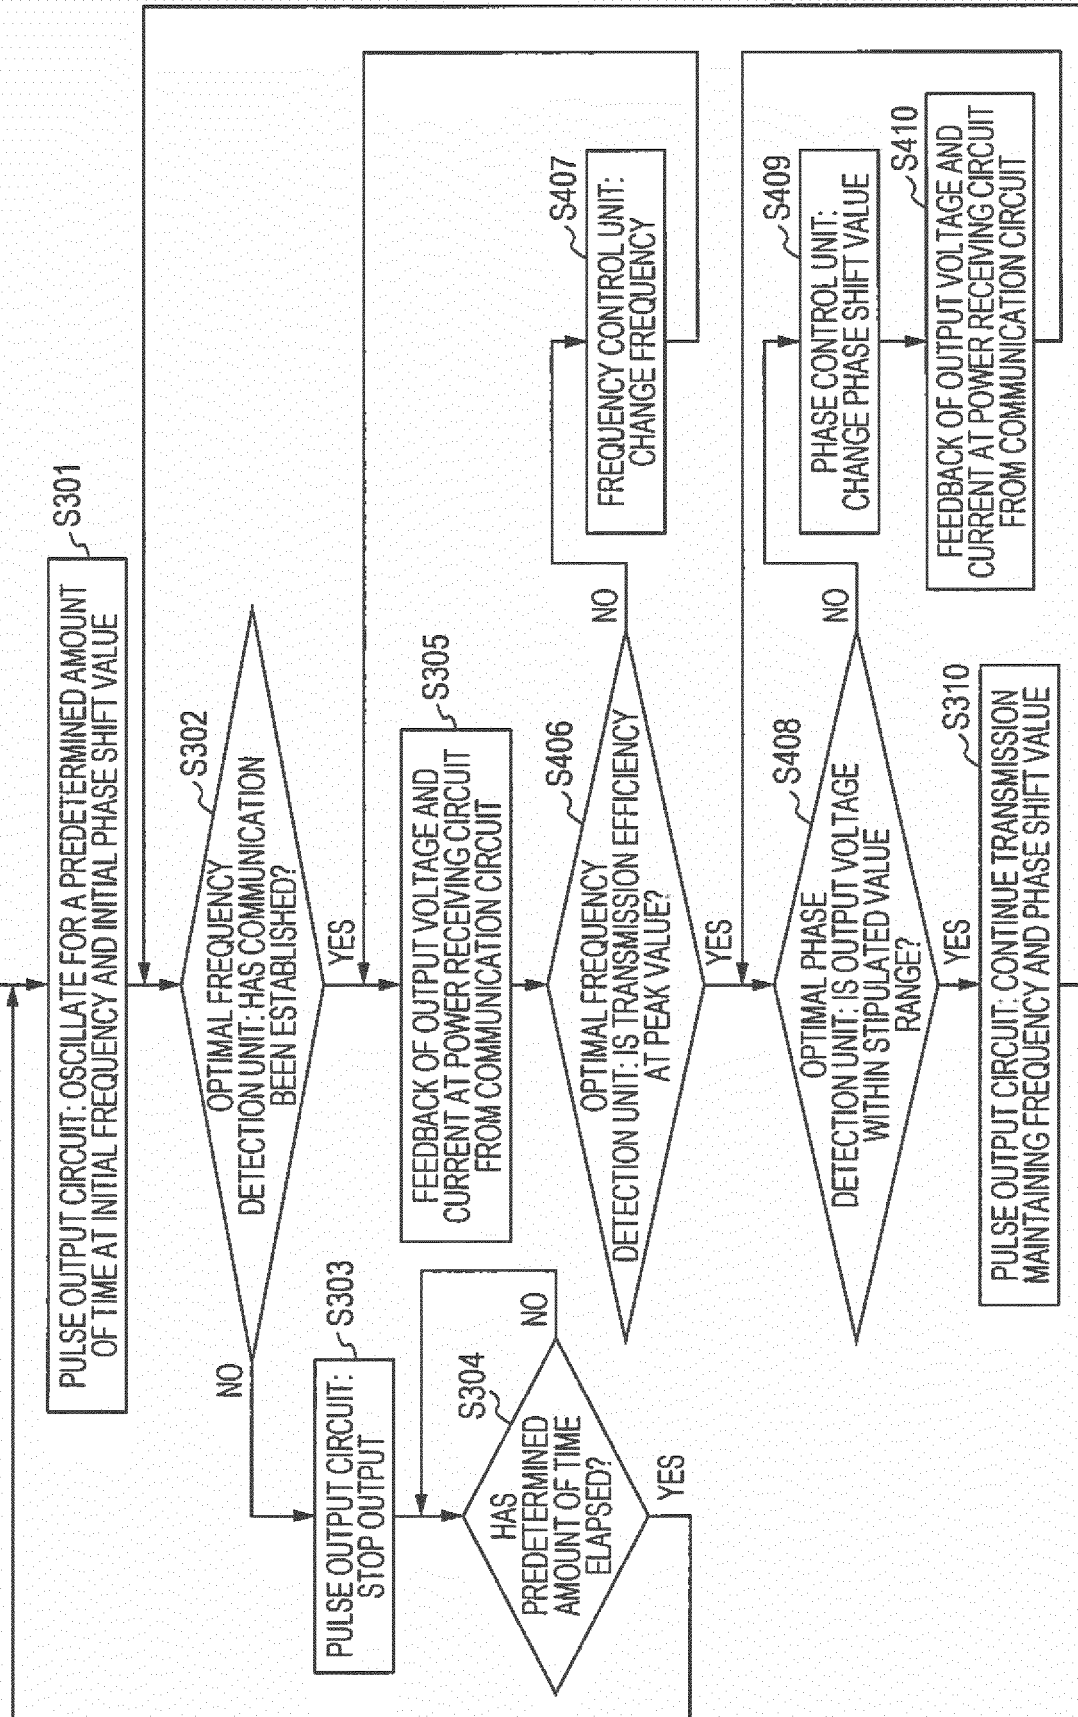 S301
PULSE OUTPUT CIRCUIT: OSCILLATE FOR A PREDETERMINED AMOUNT
OF TIME AT INITIAL FREQUENCY AND INITIAL PHASE SHIFT VALUE
S302
OPTIMAL FREQUENCY
DETECTION UNIT: HAS COMMUNICATION
BEEN ESTABLISHED?
NO
YES
S303
PULSE OUTPUT CIRCUIT:
STOP OUTPUT
S304
HAS
PREDETERMINED
AMOUNT OF TIME
ELAPSED?
NO
YES
S305
FEEDBACK OF OUTPUT VOLTAGE AND
CURRENT AT POWER RECEIVING CIRCUIT
FROM COMMUNICATION CIRCUIT
S406
OPTIMAL FREQUENCY
DETECTION UNIT: IS TRANSMISSION EFFICIENCY
AT PEAK VALUE?
NO
YES
S407
FREQUENCY CONTROL UNIT:
CHANGE FREQUENCY
S408
OPTIMAL PHASE
DETECTION UNIT: IS OUTPUT VOLTAGE
WITHIN STIPULATED VALUE
RANGE?
NO
YES
S409
PHASE CONTROL UNIT:
CHANGE PHASE SHIFT VALUE
S410
FEEDBACK OF OUTPUT VOLTAGE AND
CURRENT AT POWER RECEIVING CIRCUIT
FROM COMMUNICATION CIRCUIT
S310
PULSE OUTPUT CIRCUIT: CONTINUE TRANSMISSION
MAINTAINING FREQUENCY AND PHASE SHIFT VALUE